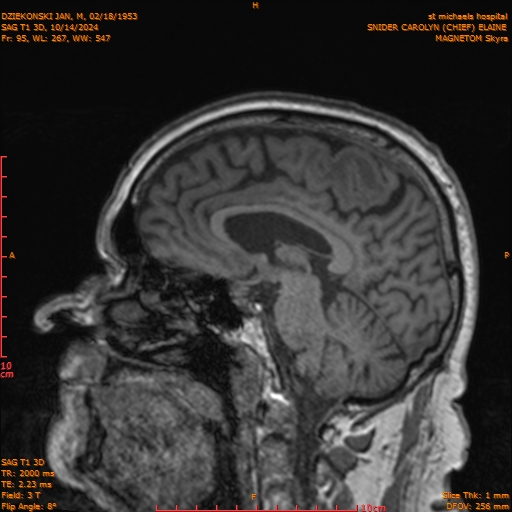 H
DZIEKONSKI JAN, M, 02/18/1953
SAG T1 3D, 10/14/2024
Fr: 95, WL: 267, WW: 547
st michaels hospital
SNIDER CAROLYN (CHIEF) ELAINE
MAGNETOM Skyra
A
P
10
cm
SAG T1 3D
TR: 2000 ms
TE: 2.23 ms
Field: 3 T
Flip Angle: 8°
F
10cm
Slice Thk: 1 mm
DFOV: 256 mm